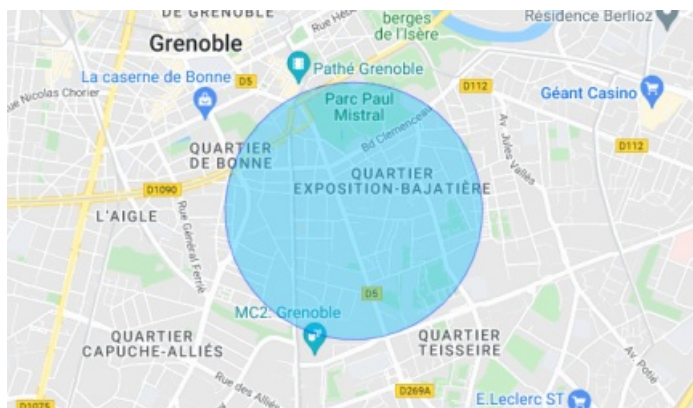 DE GRENOBLE
Rue Hé
berges
de l'Isère
Résidence Berlioz
Grenoble
Pathé Grenoble
La caserne de Bonne
D5
D112
Géant Casino
ue Nicolas Chorier
Parc Paul
Mistral
Bd Clemenceau
Av. Jules Vallès
D112
QUARTIER
DE BONNE
QUARTIER
EXPOSITION-BAJATIÈRE
D1090
L'AIGLE
Rue Général Ferrié
D5
MC2: Grenoble
QUARTIER
CAPUCHE-ALLIÉS
QUARTIER
TEISSEIRE
Av. Potié
Rue des Alliés
D269A
E.Leclerc ST
D1075